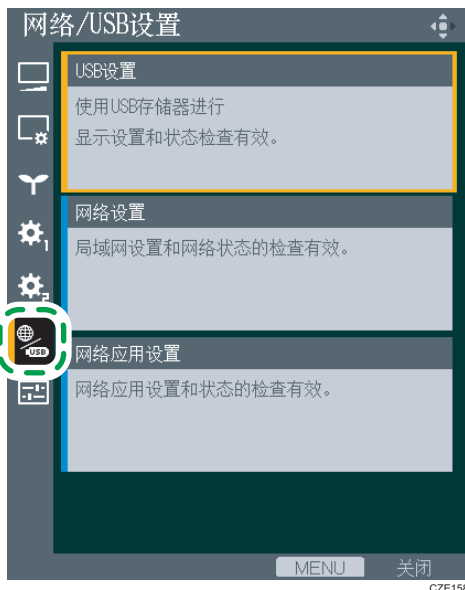 网络/USB设置
USB设置
使用USB存储器进行
显示设置和状态检查有效。
网络设置
局域网设置和网络状态的检查有效。
1
2
USB
网络应用设置
网络应用设置和状态的检查有效。
MENU 关闭
CZE158